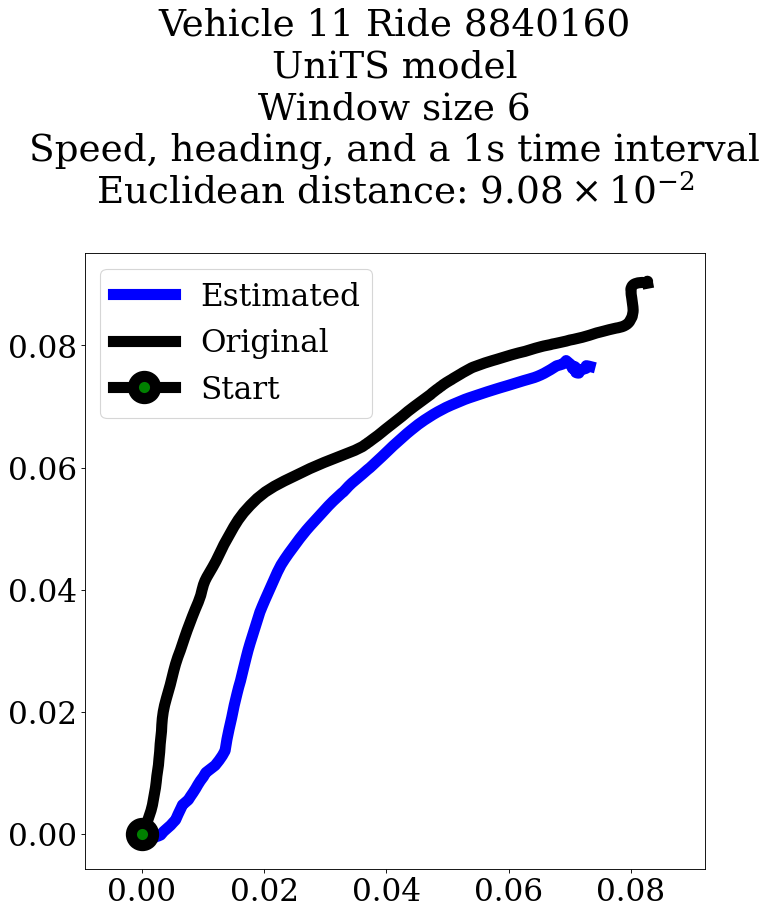 Vehicle 11 Ride 8840160
UniTS model
Window size 6
Speed, heading, and a 1s time interval
Euclidean distance: 9.08 × 10⁻²
Estimated
Original
Start
0.08
0.06
0.04
0.02
0.00
0.00 0.02 0.04 0.06 0.08